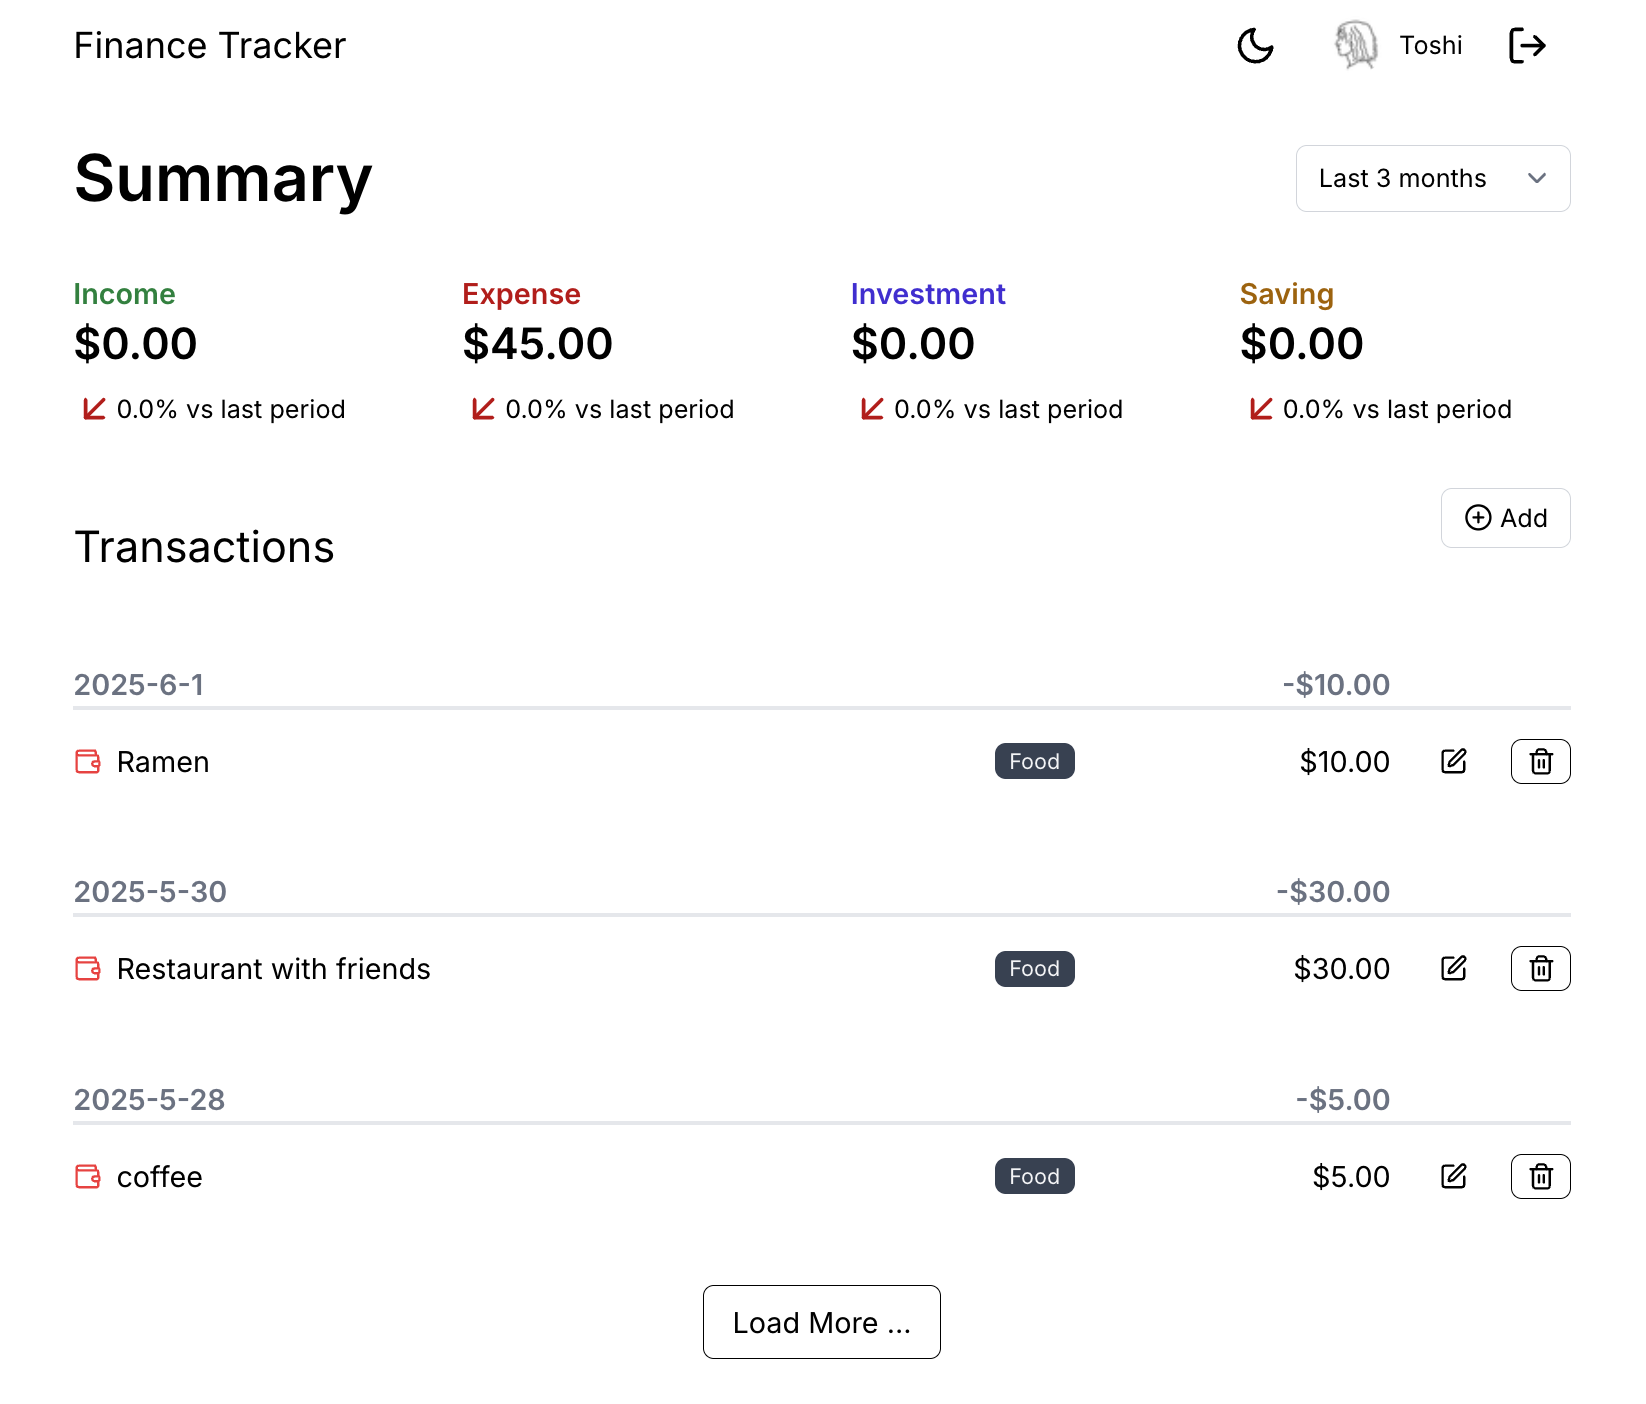 Finance Tracker
Toshi
Summary
Last 3 months
Income
$0.00
0.0% vs last period
Expense
$45.00
0.0% vs last period
Investment
$0.00
0.0% vs last period
Saving
$0.00
0.0% vs last period
Transactions
Add
2025-6-1 -$10.00
Ramen Food $10.00
2025-5-30 -$30.00
Restaurant with friends Food $30.00
2025-5-28 -$5.00
coffee Food $5.00
Load More ...